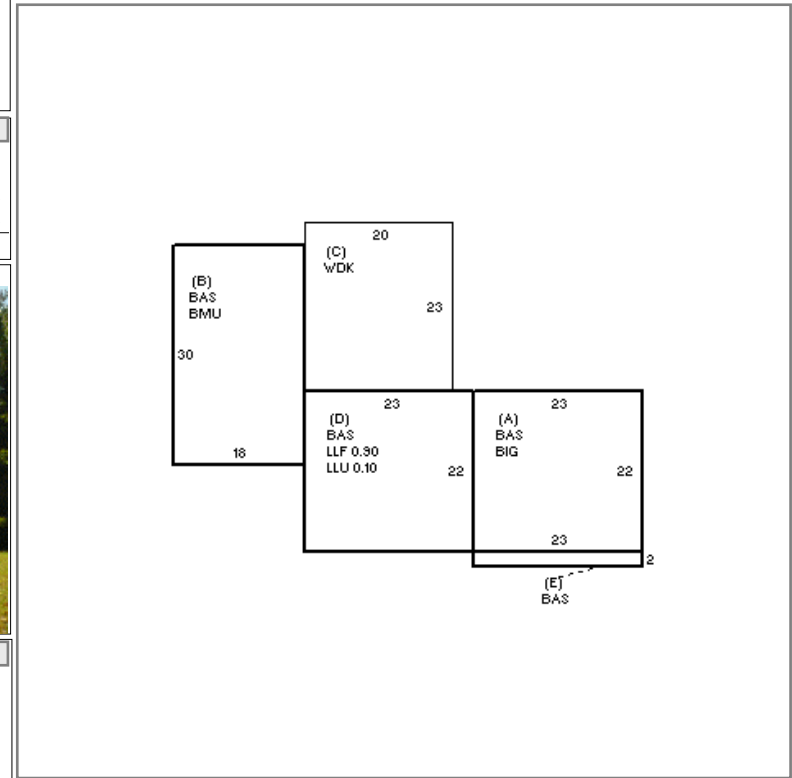 20
(C)
WDK
23
(B)
BAS
BMU
30
18
23
(D)
BAS
LLF 0.90
LLU 0.10
22
23
(A)
BAS
BIG
22
23
2
(E)
BAS